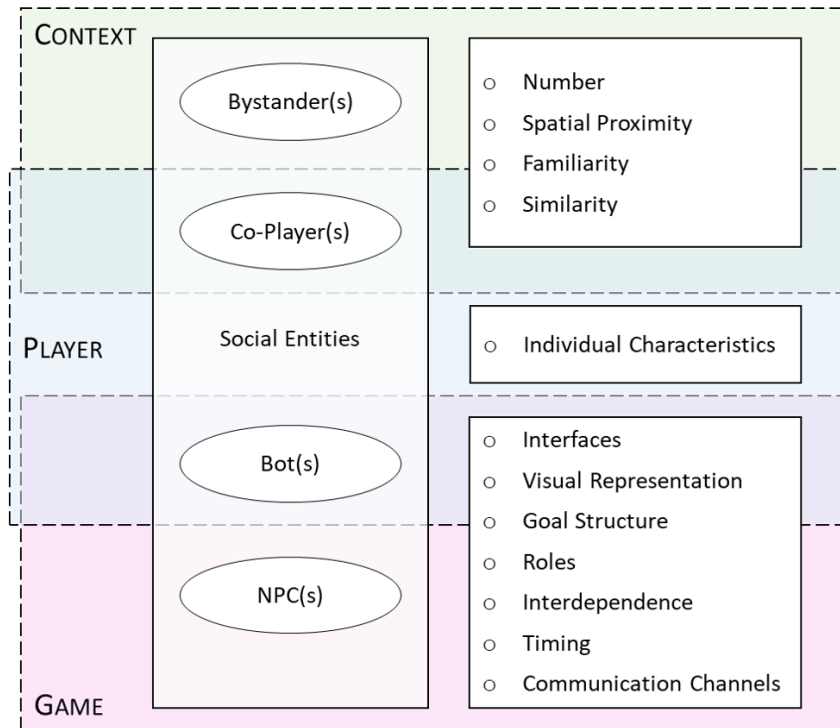 CONTEXT
Bystander(s)
Co-Player(s)
PLAYER
Social Entities
Bot(s)
NPC(s)
GAME
○ Number
○ Spatial Proximity
○ Familiarity
○ Similarity
○ Individual Characteristics
○ Interfaces
○ Visual Representation
○ Goal Structure
○ Roles
○ Interdependence
○ Timing
○ Communication Channels